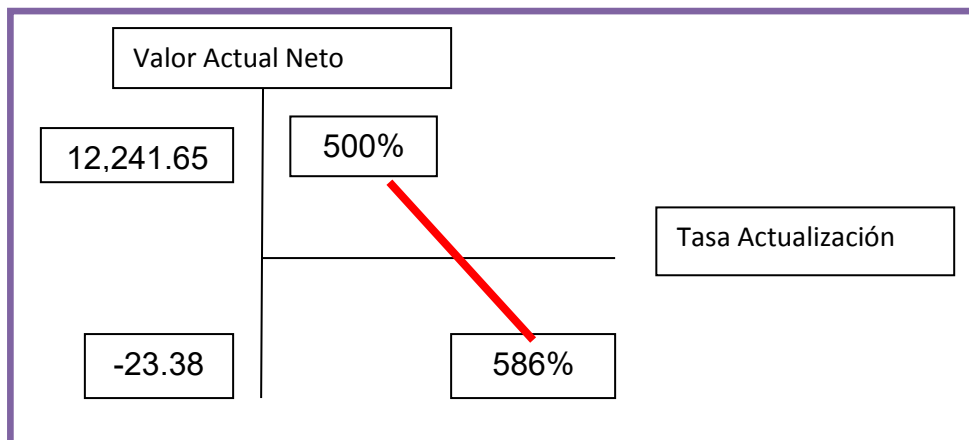 Valor Actual Neto
12,241.65
500%
Tasa Actualización
-23.38
586%